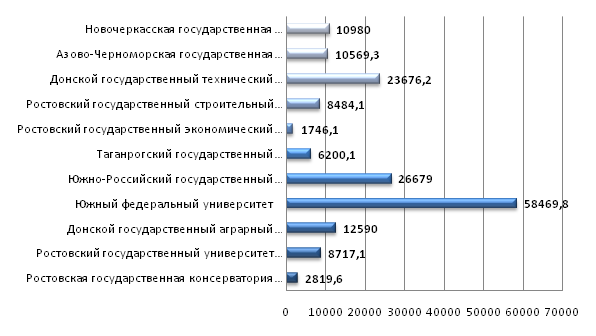 Новочеркасская государственная ... 10980
Азово-Черноморская государственная ... 10569,3
Донской государственный технический ... 23676,2
Ростовский государственный строительный ... 8484,1
Ростовский государственный экономический ... 1746,1
Таганрогский государственный ... 6200,1
Южно-Российский государственный ... 26679
Южный федеральный университет 58469,8
Донской государственный аграрный ... 12590
Ростовский государственный университет ... 8717,1
Ростовская государственная консерватория ... 2819,6
0 10000 20000 30000 40000 50000 60000 70000